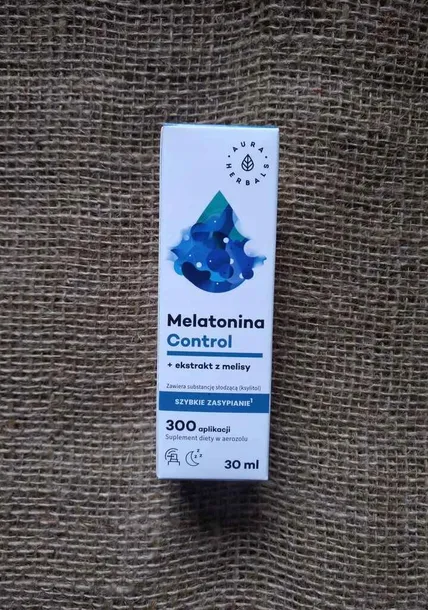 AURA HERBALS
Melatonina
Control
+ ekstrakt z melisy
Zawiera substancję słodzącą (ksylitol)
SZYBKIE ZASYPIANIE¹
300 aplikacji
Suplement diety w aerozolu
z z z
30 ml